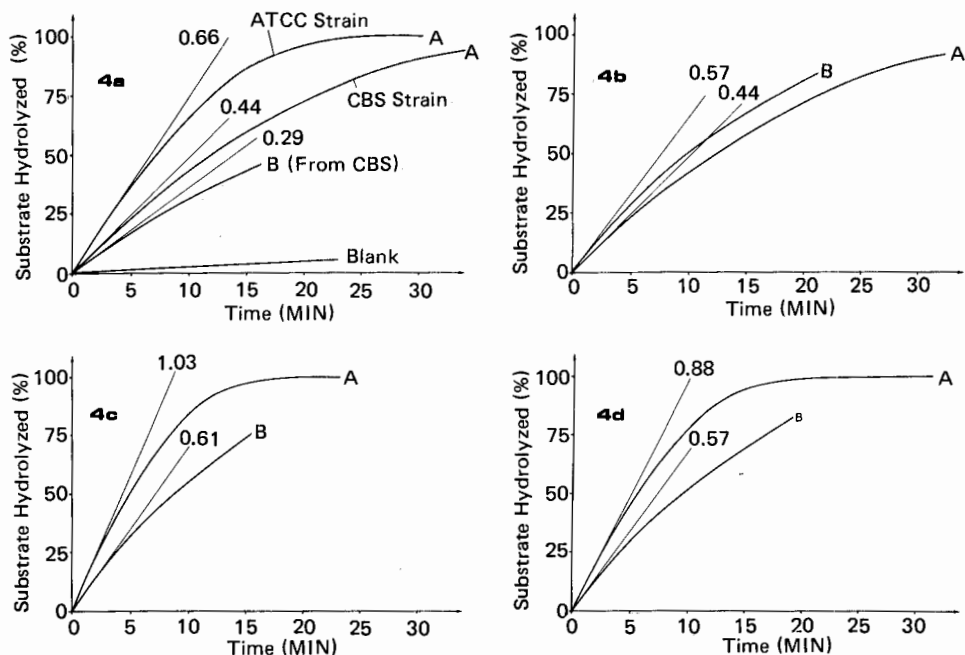 4a
Substrate Hydrolyzed (%)
100
75
50
25
0
0 5 10 15 20 25 30
Time (MIN)
0.66
ATCC Strain
A
A
0.44
CBS Strain
0.29
B (From CBS)
Blank
4b
Substrate Hydrolyzed (%)
100
75
50
25
0
0 5 10 15 20 25 30
Time (MIN)
0.57
B
0.44
A
4c
Substrate Hydrolyzed (%)
100
75
50
25
0
0 5 10 15 20 25 30
Time (MIN)
1.03
A
0.61
B
4d
Substrate Hydrolyzed (%)
100
75
50
25
0
0 5 10 15 20 25 30
Time (MIN)
0.88
A
0.57
B